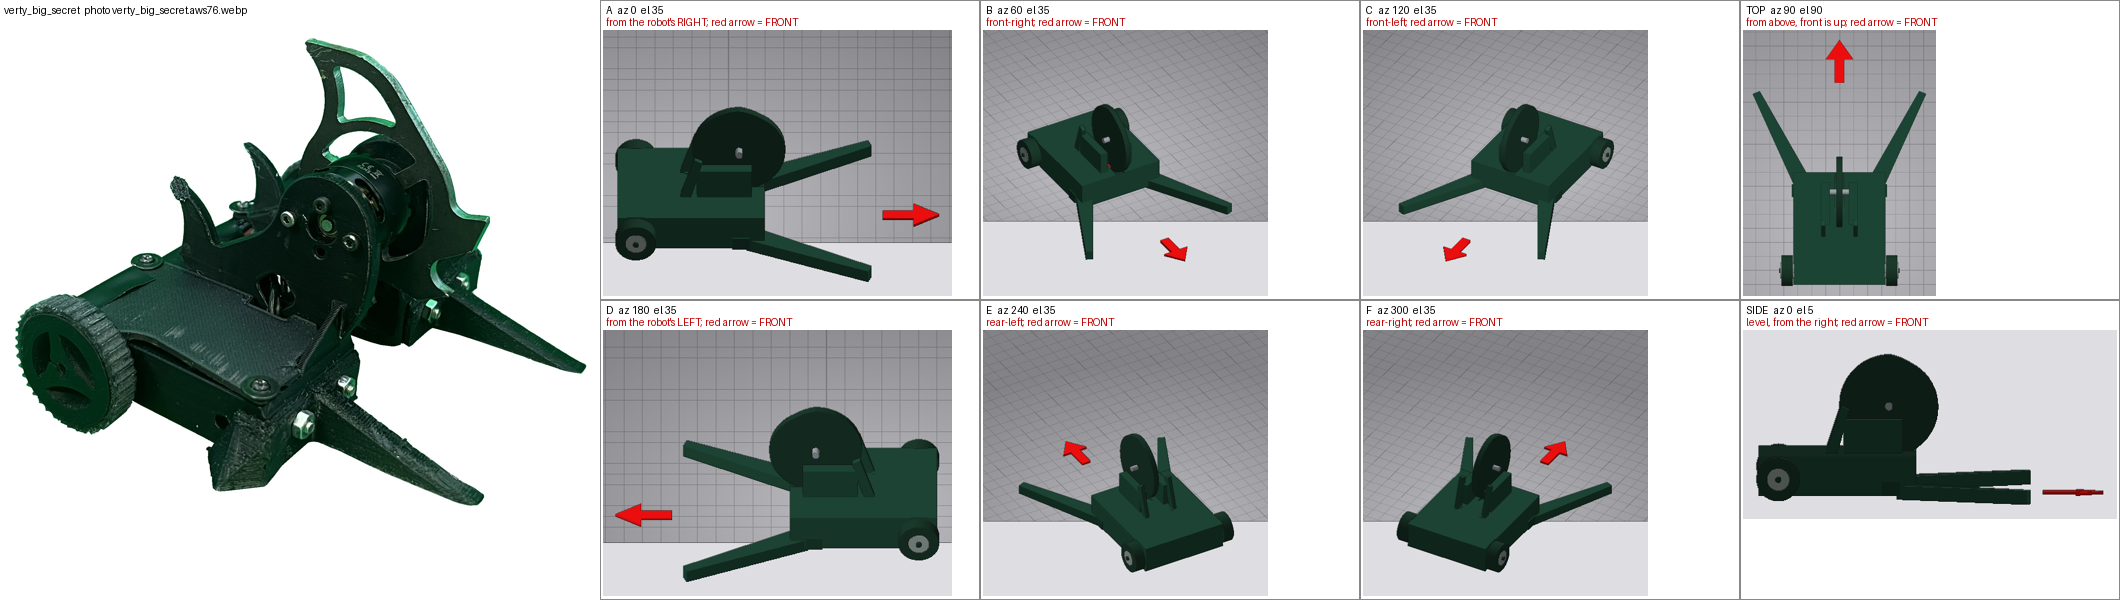 verty_big_secret photo verty_big_secret.aws76.webp
A az 0 el 35
from the robot's RIGHT; red arrow = FRONT
B az 60 el 35
front-right; red arrow = FRONT
C az 120 el 35
front-left; red arrow = FRONT
TOP az 90 el 90
from above, front is up; red arrow = FRONT
D az 180 el 35
from the robot's LEFT; red arrow = FRONT
E az 240 el 35
rear-left; red arrow = FRONT
F az 300 el 35
rear-right; red arrow = FRONT
SIDE az 0 el 5
level, from the right; red arrow = FRONT